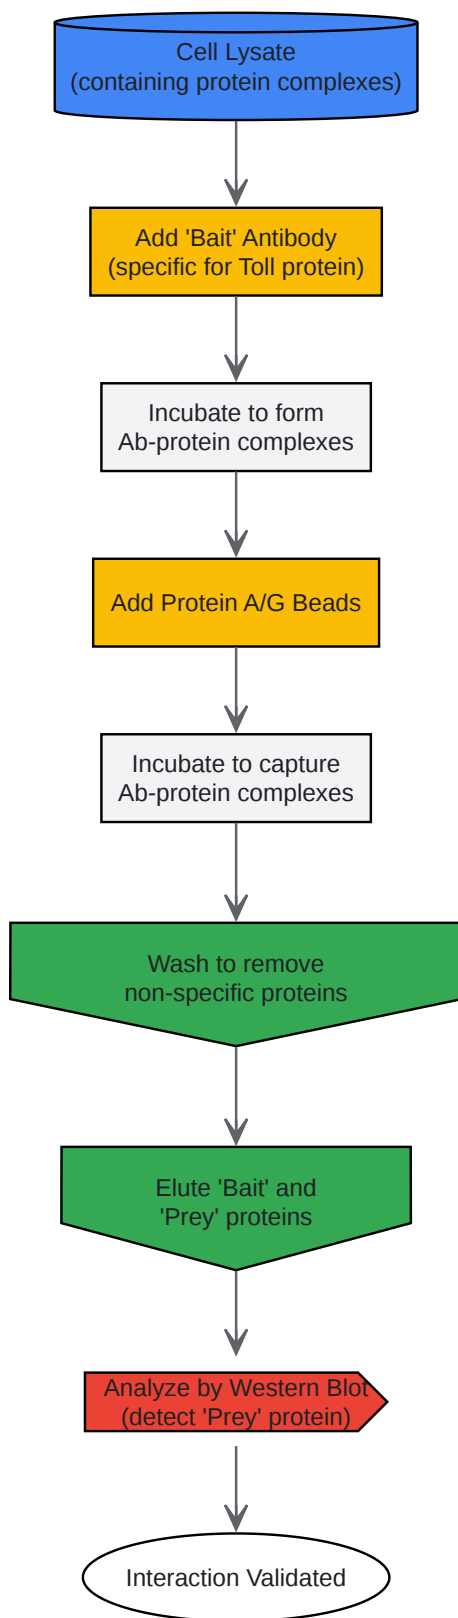 Cell Lysate
(containing protein complexes)
Add 'Bait' Antibody
(specific for Toll protein)
Incubate to form
Ab-protein complexes
Add Protein A/G Beads
Incubate to capture
Ab-protein complexes
Wash to remove
non-specific proteins
Elute 'Bait' and
'Prey' proteins
Analyze by Western Blot
(detect 'Prey' protein)
Interaction Validated